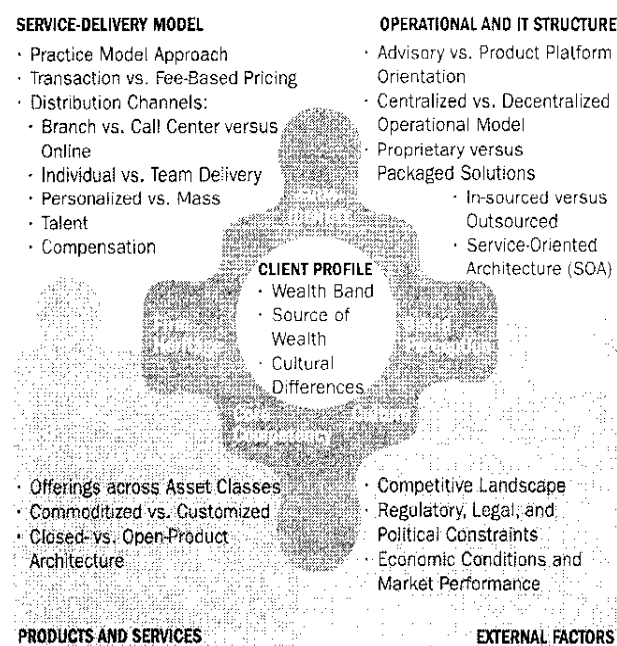 SERVICE-DELIVERY MODEL
· Practice Model Approach
· Transaction vs. Fee-Based Pricing
· Distribution Channels:
· Branch vs. Call Center versus
Online
· Individual vs. Team Delivery
· Personalized vs. Mass
· Talent
· Compensation
OPERATIONAL AND IT STRUCTURE
· Advisory vs. Product Platform
Orientation
· Centralized vs. Decentralized
Operational Model
· Proprietary versus
Packaged Solutions
· In-sourced versus
Outsourced
· Service-Oriented
Architecture (SOA)
CLIENT PROFILE
· Wealth Band
· Source of
Wealth
· Cultural
Differences
· Offerings across Asset Classes
· Commoditized vs. Customized
· Closed- vs. Open-Product
Architecture
PRODUCTS AND SERVICES
· Competitive Landscape
· Regulatory, Legal, and
Political Constraints
· Economic Conditions and
Market Performance
EXTERNAL FACTORS